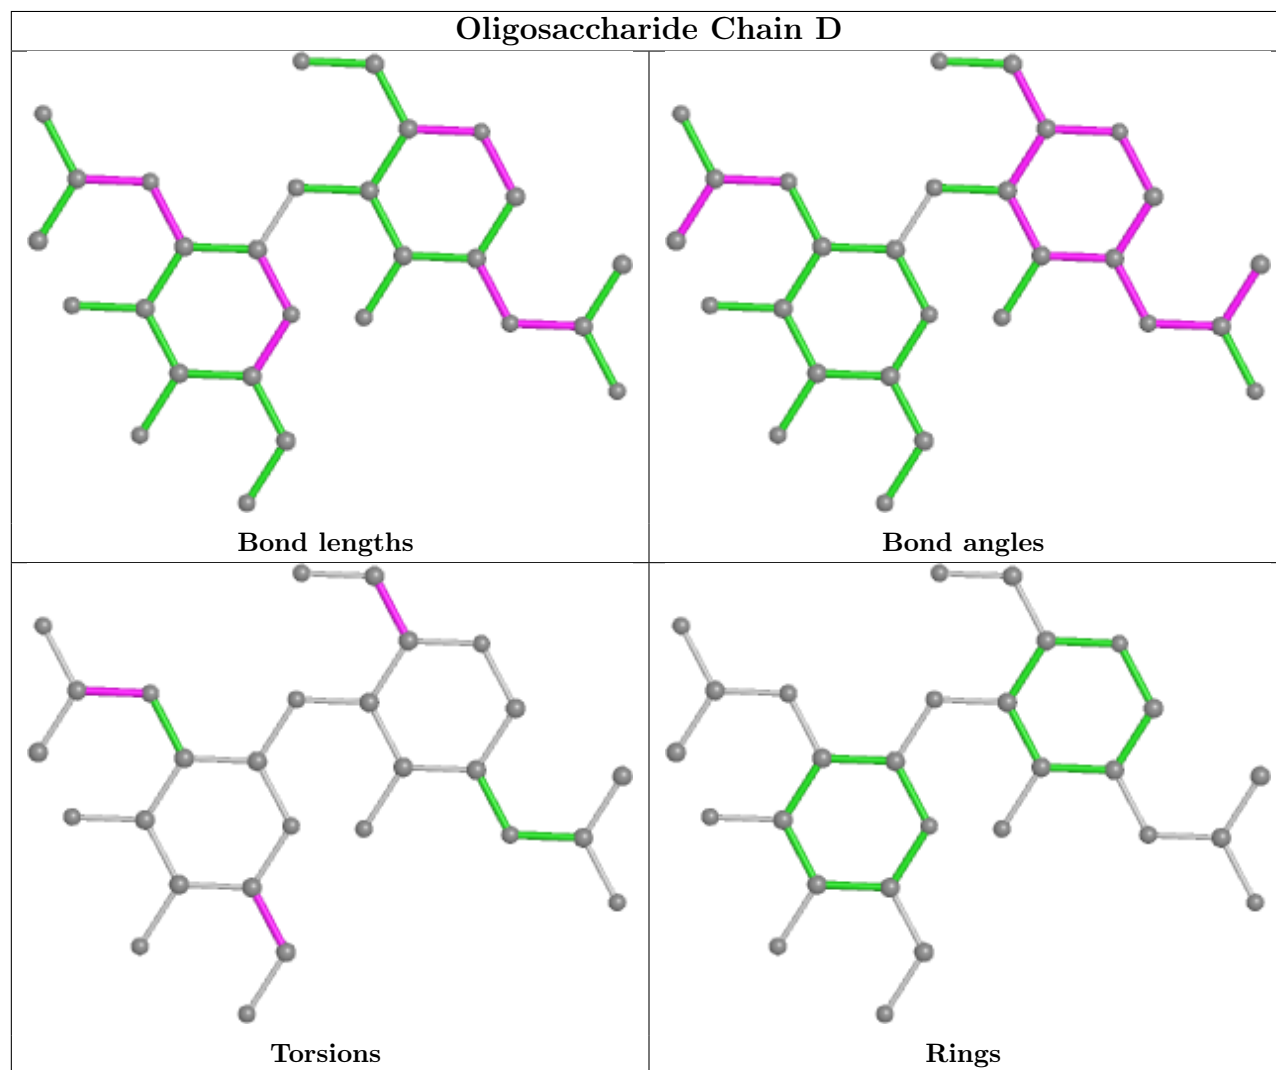 Oligosaccharide Chain D
Bond lengths
Bond angles
Torsions
Rings